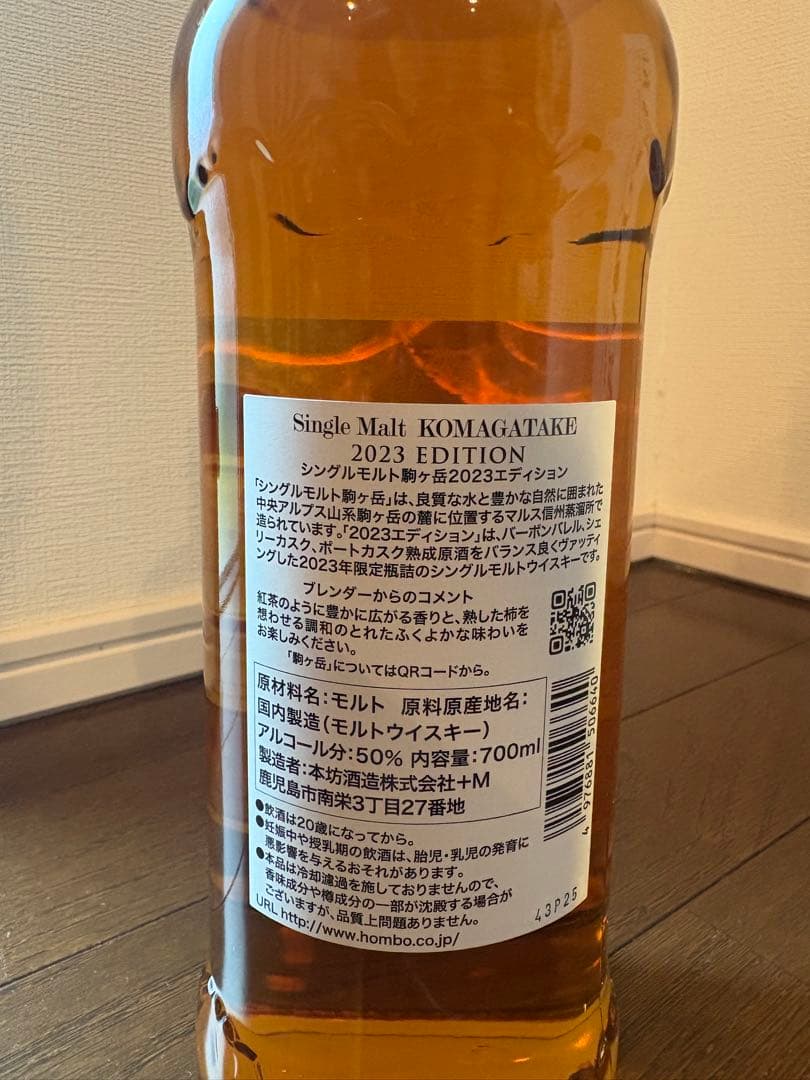 Single Malt KOMAGATAKE
2023 EDITION
シングルモルト駒ヶ岳2023エディション
「シングルモルト駒ヶ岳」は、良質な水と豊かな自然に囲まれた
中央アルプス山系駒ヶ岳の麓に位置するマルス信州蒸溜所で
造られています。「2023エディション」は、バーボンバレル、シェ
リーカスク、ポートカスク熟成原酒をバランス良くヴァッティ
ングした2023年限定瓶詰のシングルモルトウイスキーです。
ブレンダーからのコメント
紅茶のように豊かに広がる香りと、熟した柿を
想わせる調和のとれたふくよかな味わいを
お楽しみください。
「駒ヶ岳」についてはQRコードから。
原材料名:モルト 原料原産地名:
国内製造(モルトウイスキー)
アルコール分:50% 内容量:700ml
製造者:本坊酒造株式会社+M
鹿児島市南栄3丁目27番地
4 976881 506640
●飲酒は20歳になってから。
●妊娠中や授乳期の飲酒は、胎児・乳児の発育に
悪影響を与えるおそれがあります。
●本品は冷却濾過を施しておりませんので、
香味成分や樽成分の一部が沈殿する場合が
ございますが、品質上問題ありません。
URL http://www.hombo.co.jp/
43P25